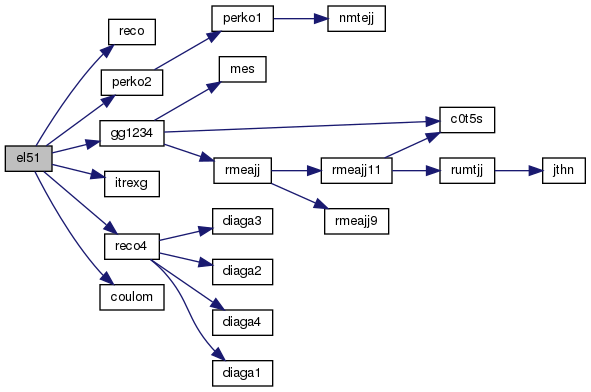 el51
reco
perko2
gg1234
itrexg
reco4
coulom
perko1
mes
rmeajj
diaga3
diaga2
diaga4
diaga1
nmtejj
rmeajj11
rmeajj9
c0t5s
rumtjj
jthn